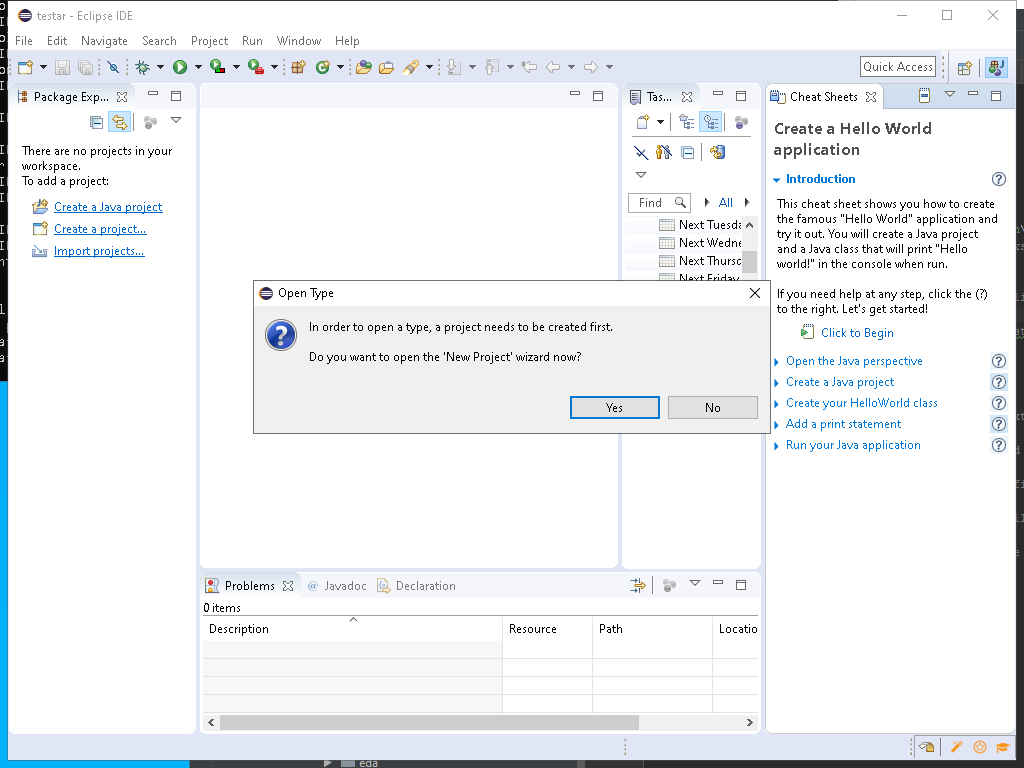 testar - Eclipse IDE
File Edit Navigate Search Project Run Window Help
Quick Access
Package Exp...
There are no projects in your
workspace.
To add a project:
Create a Java project
Create a project...
Import projects...
Tas...
Find
All
Next Tuesda
Next Wedne
Next Thursd
Next Friday
Cheat Sheets
Create a Hello World
application
Introduction
This cheat sheet shows you how to create
the famous "Hello World" application and
try it out. You will create a Java project
and a Java class that will print "Hello
world!" in the console when run.
If you need help at any step, click the (?)
to the right. Let's get started!
Click to Begin
Open the Java perspective
Create a Java project
Create your HelloWorld class
Add a print statement
Run your Java application
Open Type
In order to open a type, a project needs to be created first.
Do you want to open the 'New Project' wizard now?
Yes No
Problems @ Javadoc Declaration
0 items
Description Resource Path Locatio
eda